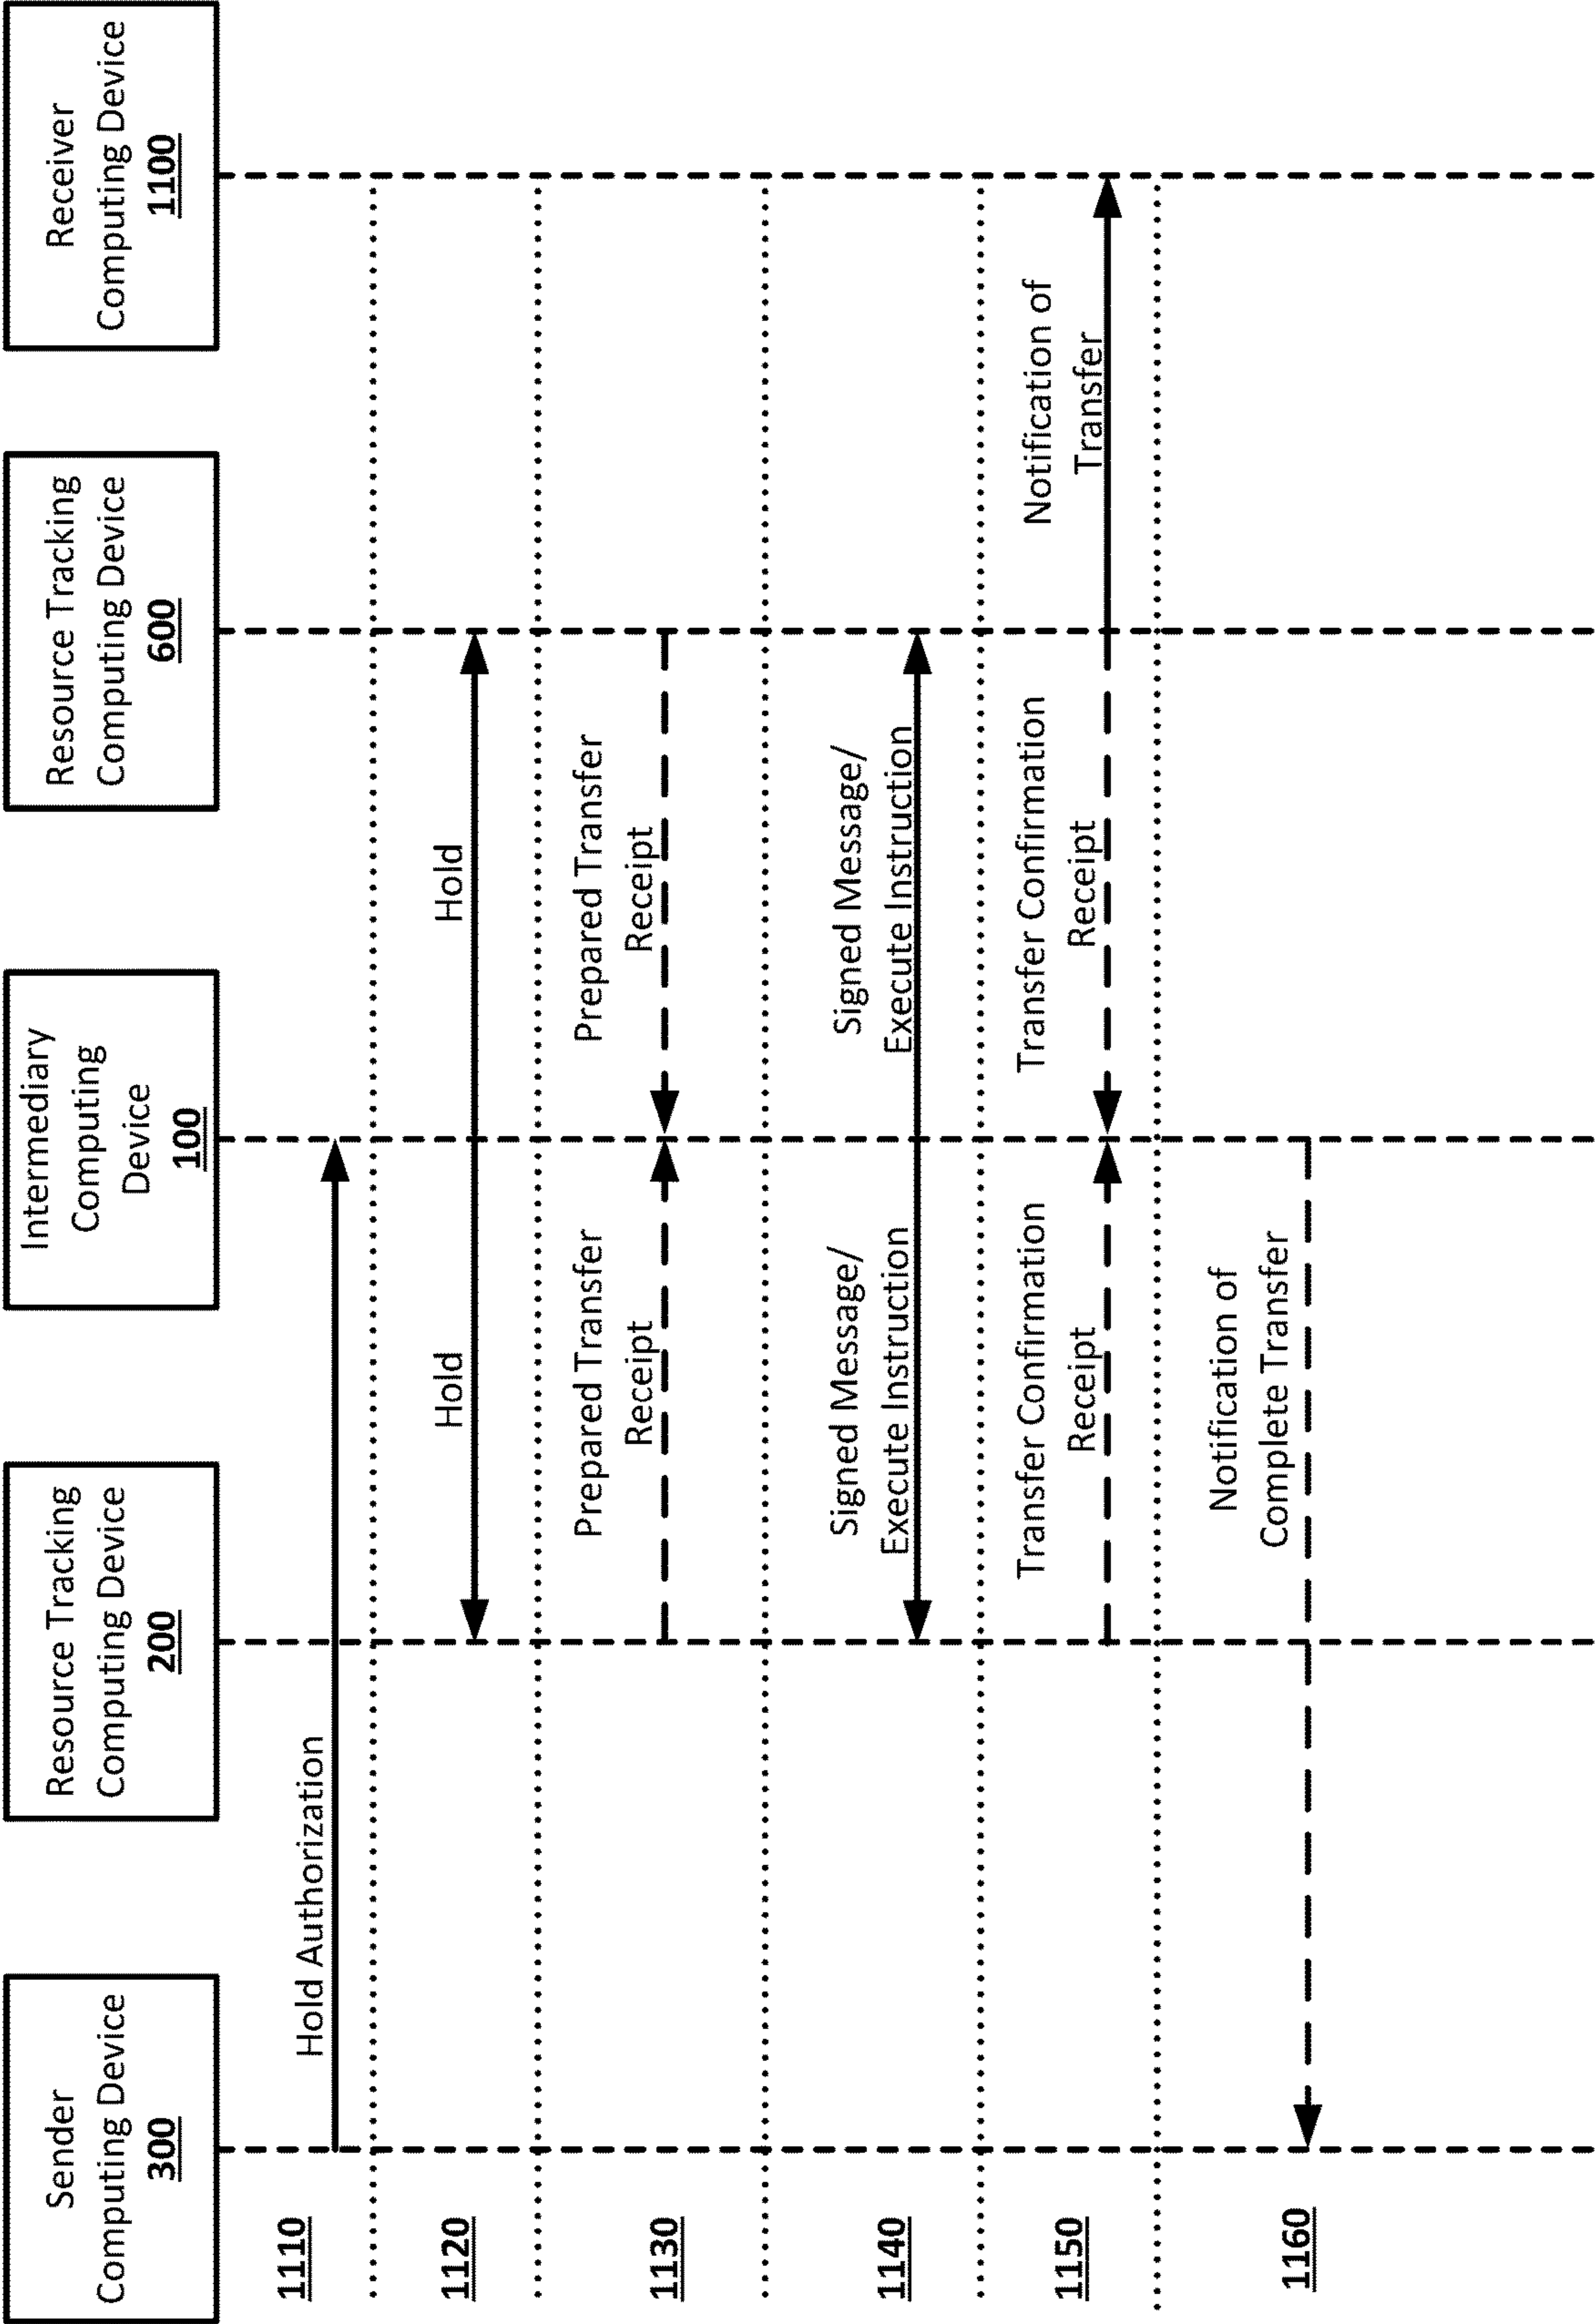 Sender
Computing Device
300
Resource Tracking
Computing Device
200
Intermediary
Computing
Device
100
Resource Tracking
Computing Device
600
Receiver
Computing Device
1100
1110
Hold Authorization
1120
Hold
Hold
1130
Prepared Transfer
Receipt
Prepared Transfer
Receipt
1140
Signed Message/
Execute Instruction
Signed Message/
Execute Instruction
1150
Transfer Confirmation
Receipt
Transfer Confirmation
Receipt
Notification of
Transfer
1160
Notification of
Complete Transfer